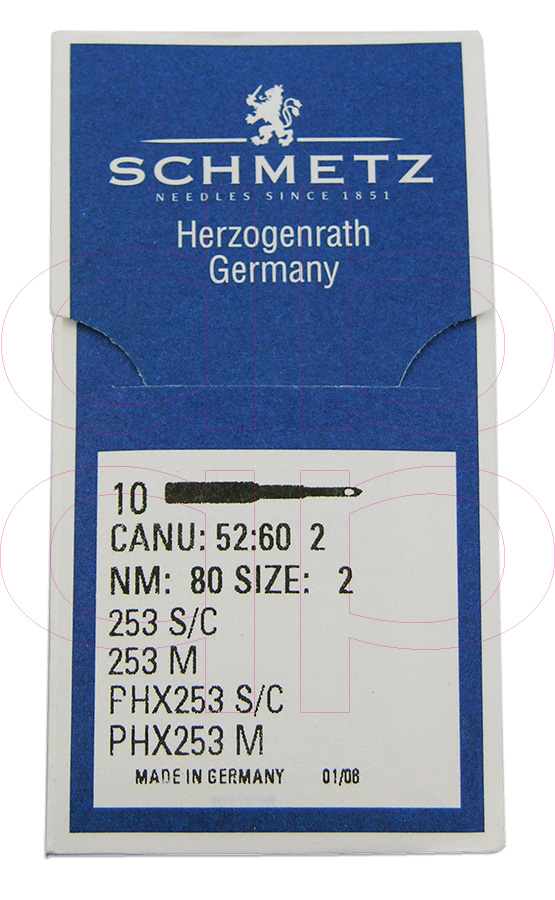 SCHMETZ
NEEDLES SINCE 1851
Herzogenrath
Germany
10
CANU: 52:60 2
NM: 80 SIZE: 2
253 S/C
253 M
PHX253 S/C
PHX253 M
MADE IN GERMANY 01/08